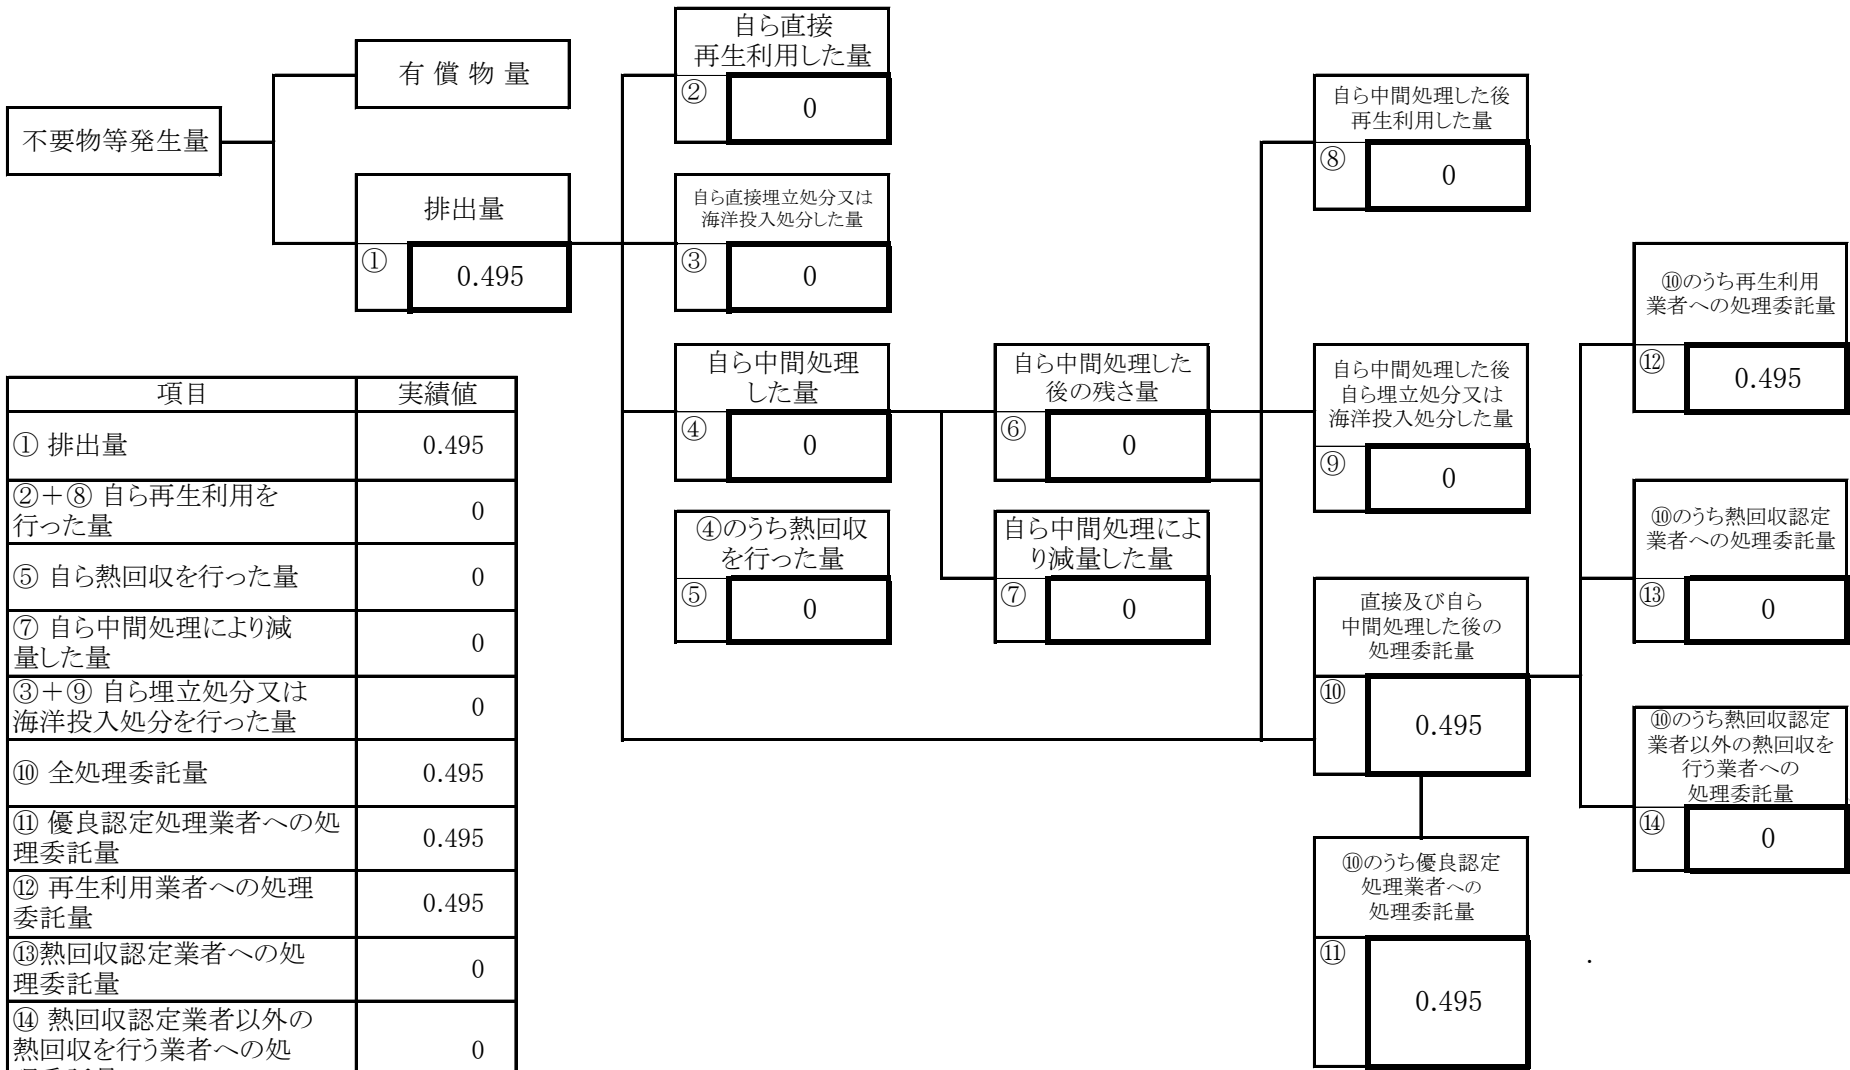 不要物等発生量
有 償 物 量
排出量
①
0.495
自ら直接
再生利用した量
②
0
自ら直接埋立処分又は
海洋投入処分した量
③
0
自ら中間処理
した量
④
0
④のうち熱回収
を行った量
⑤
0
自ら中間処理した
後の残さ量
⑥
0
自ら中間処理によ
り減量した量
⑦
0
自ら中間処理した後
再生利用した量
⑧
0
自ら中間処理した後
自ら埋立処分又は
海洋投入処分した量
⑨
0
直接及び自ら
中間処理した後の
処理委託量
⑩
0.495
⑩のうち優良認定
処理業者への
処理委託量
⑪
0.495
⑩のうち再生利用
業者への処理委託量
⑫
0.495
⑩のうち熱回収認定
業者への処理委託量
⑬
0
⑩のうち熱回収認定
業者以外の熱回収を
行う業者への
処理委託量
⑭
0
.
項目 実績値
① 排出量 0.495
②+⑧ 自ら再生利用を
行った量 0
⑤ 自ら熱回収を行った量 0
⑦ 自ら中間処理により減
量した量 0
③+⑨ 自ら埋立処分又は
海洋投入処分を行った量 0
⑩ 全処理委託量 0.495
⑪ 優良認定処理業者への処
理委託量 0.495
⑫ 再生利用業者への処理
委託量 0.495
⑬熱回収認定業者への処
理委託量 0
⑭ 熱回収認定業者以外の
熱回収を行う業者への処 0